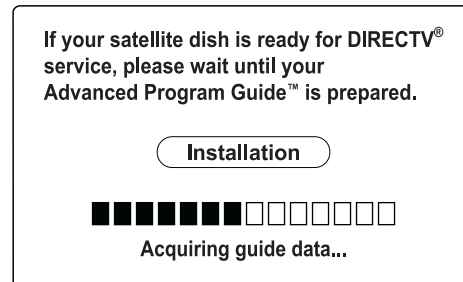 If your satellite dish is ready for DIRECTV®
service, please wait until your
Advanced Program Guide™ is prepared.
Installation
Acquiring guide data...